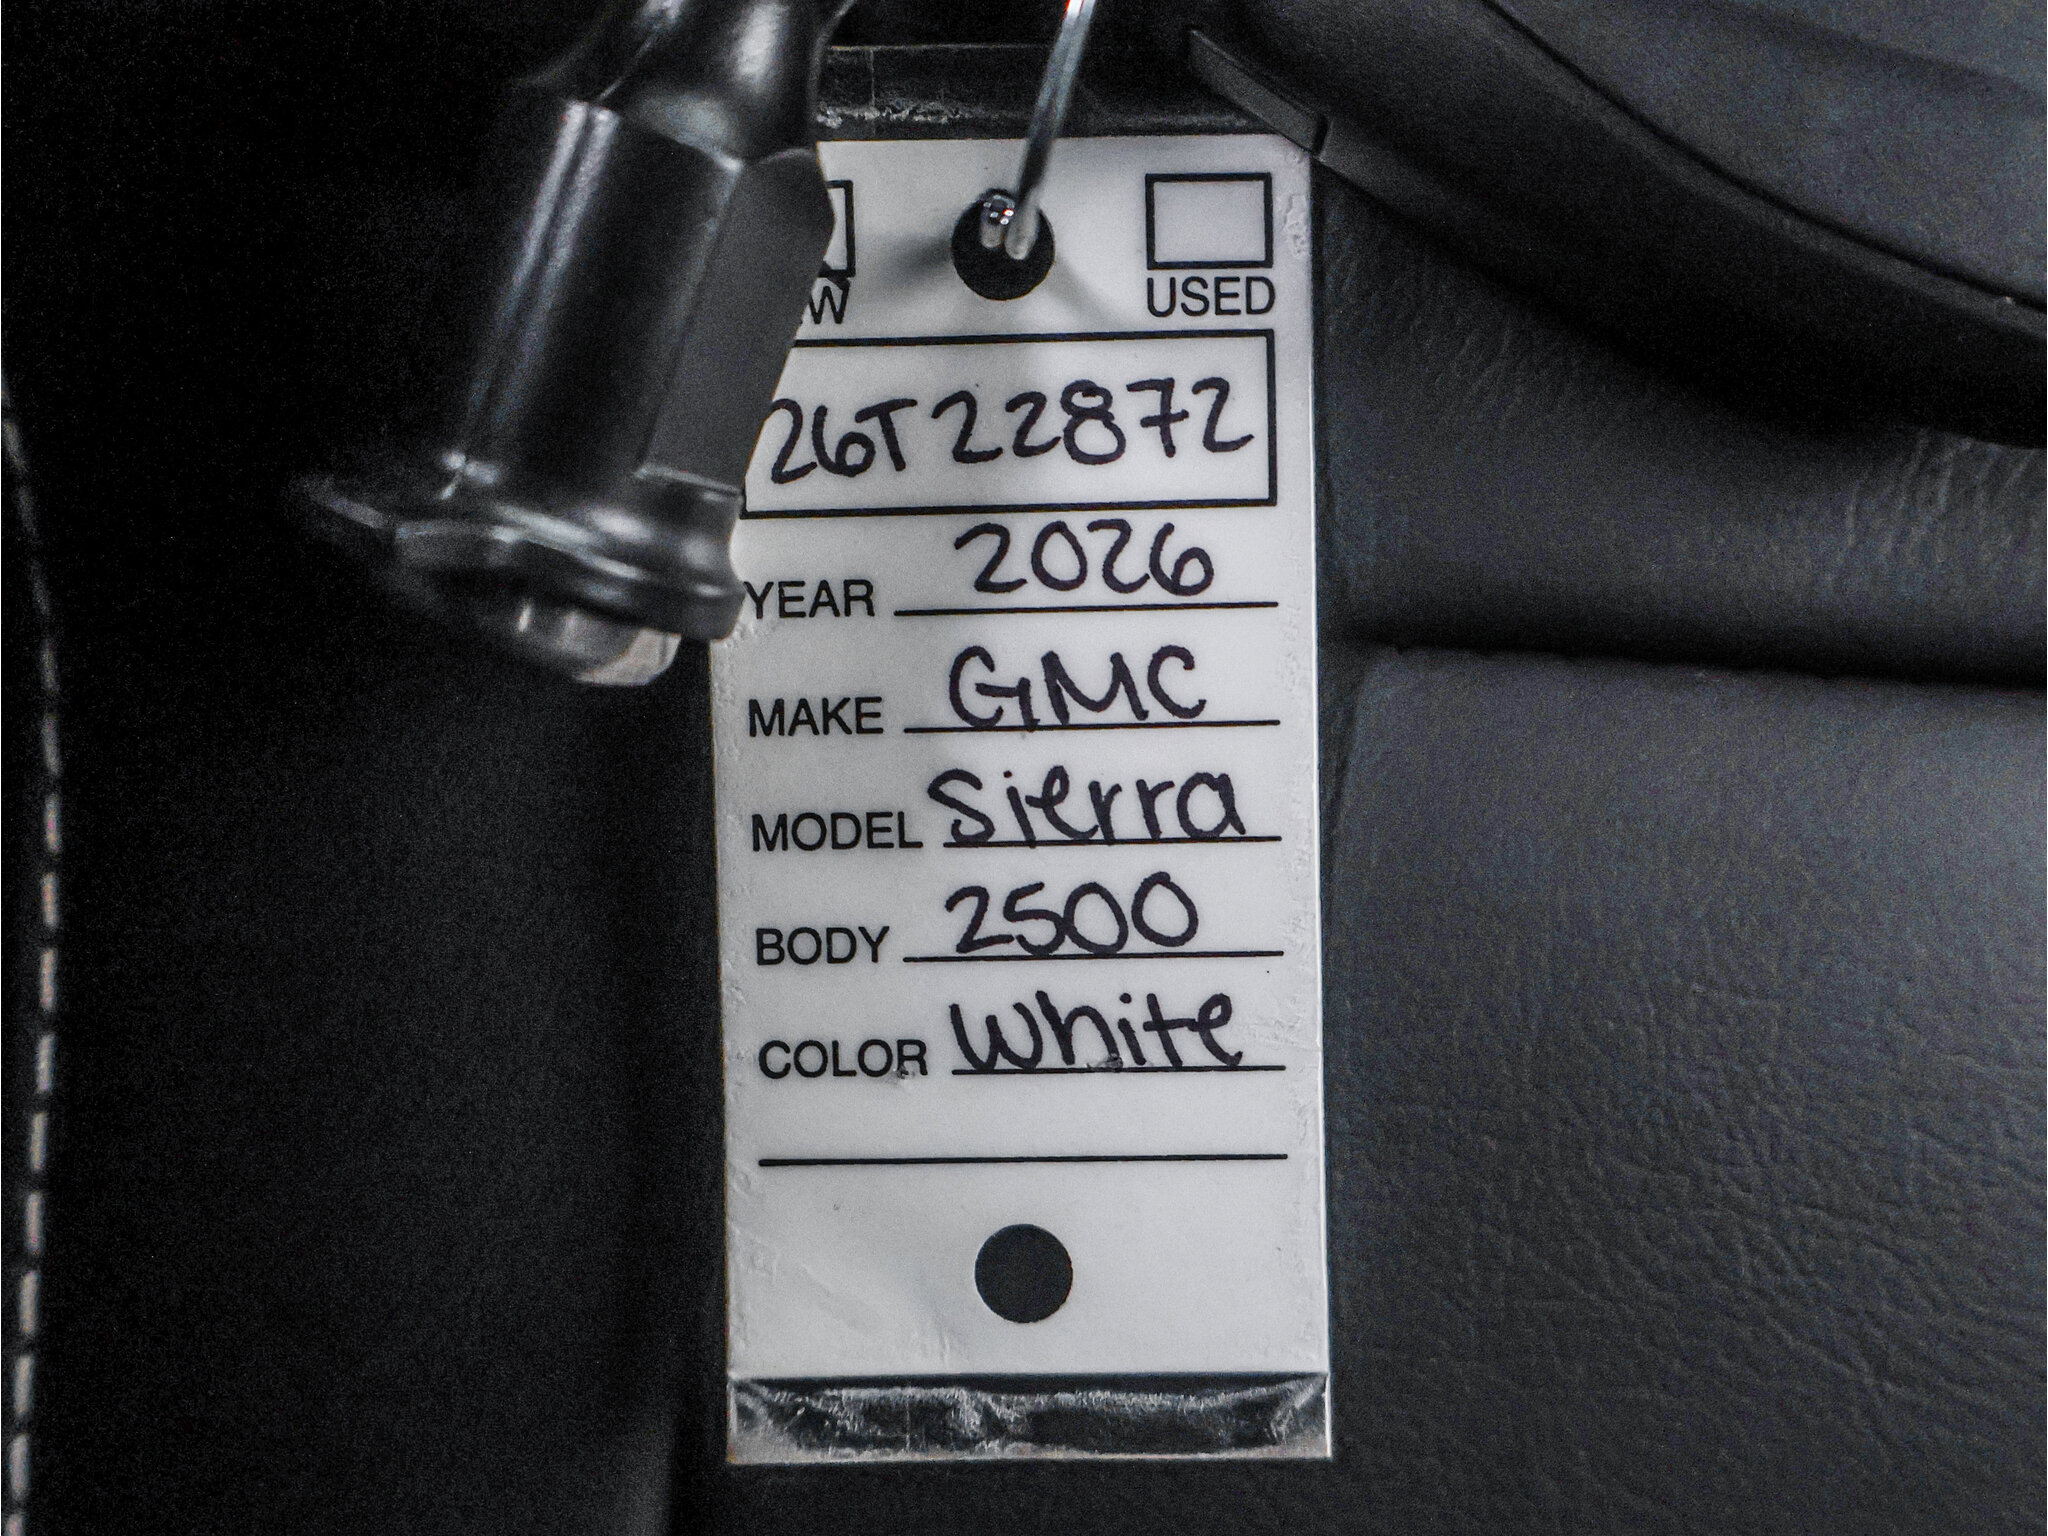 W USED
26T22872
YEAR 2026
MAKE GMC
MODEL Sierra
BODY 2500
COLOR White